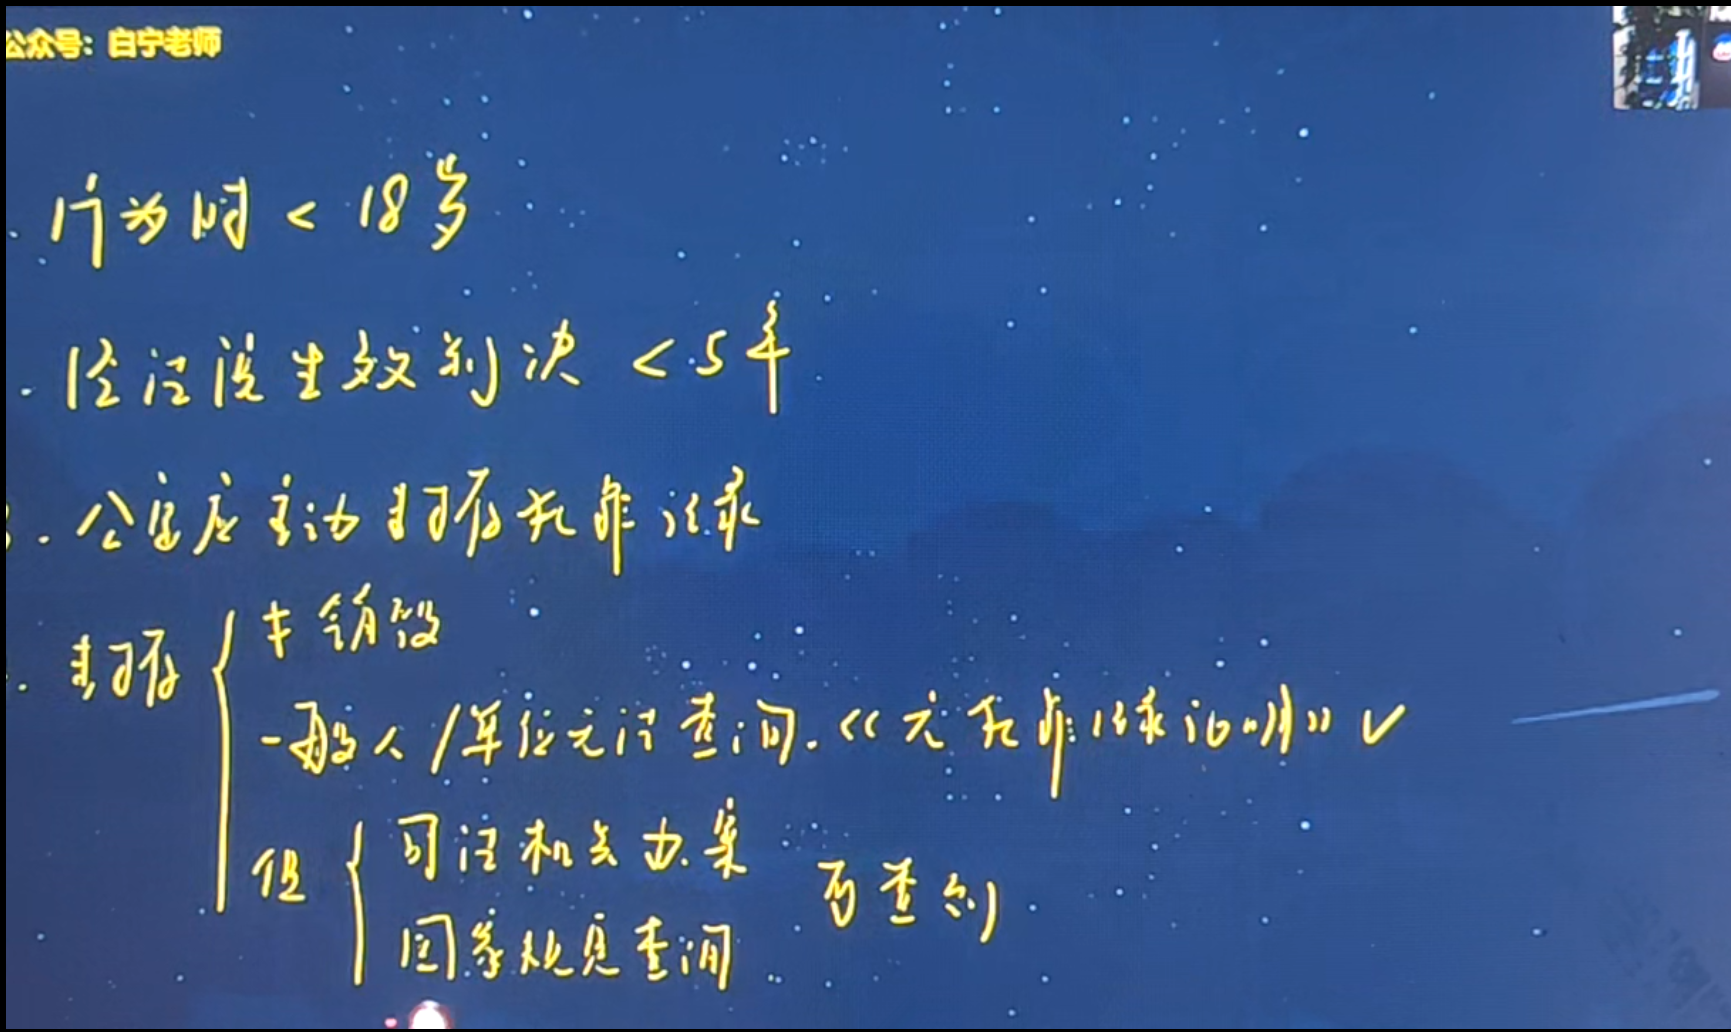 公众号：白宁老师
. 行为时 < 18岁
. 经法院生效判决 < 5年
. 公安应主动封存犯罪记录
. 封存
未销毁
一般人/单位无法查询.《无犯罪记录证明》✓
但
司法机关办案
可查到
国家规定查询